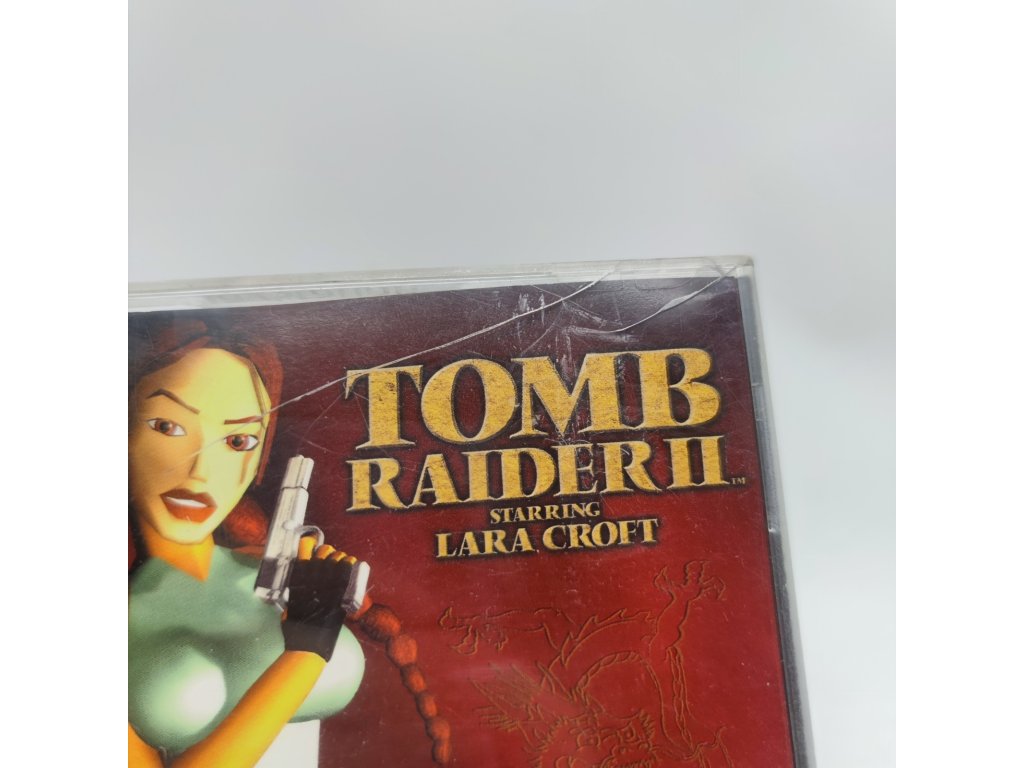 TOMB
RAIDER II™
STARRING
LARA CROFT